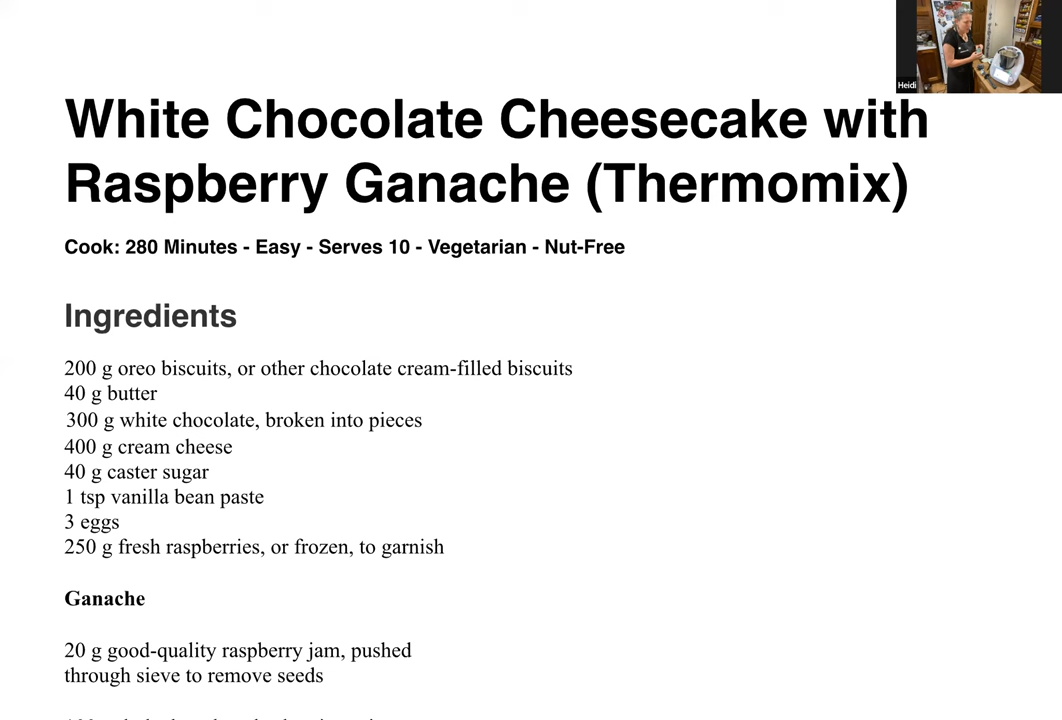 Heidi
White Chocolate Cheesecake with
Raspberry Ganache (Thermomix)
Cook: 280 Minutes - Easy - Serves 10 - Vegetarian - Nut-Free
Ingredients
200 g oreo biscuits, or other chocolate cream-filled biscuits
40 g butter
300 g white chocolate, broken into pieces
400 g cream cheese
40 g caster sugar
1 tsp vanilla bean paste
3 eggs
250 g fresh raspberries, or frozen, to garnish
Ganache
20 g good-quality raspberry jam, pushed
through sieve to remove seeds